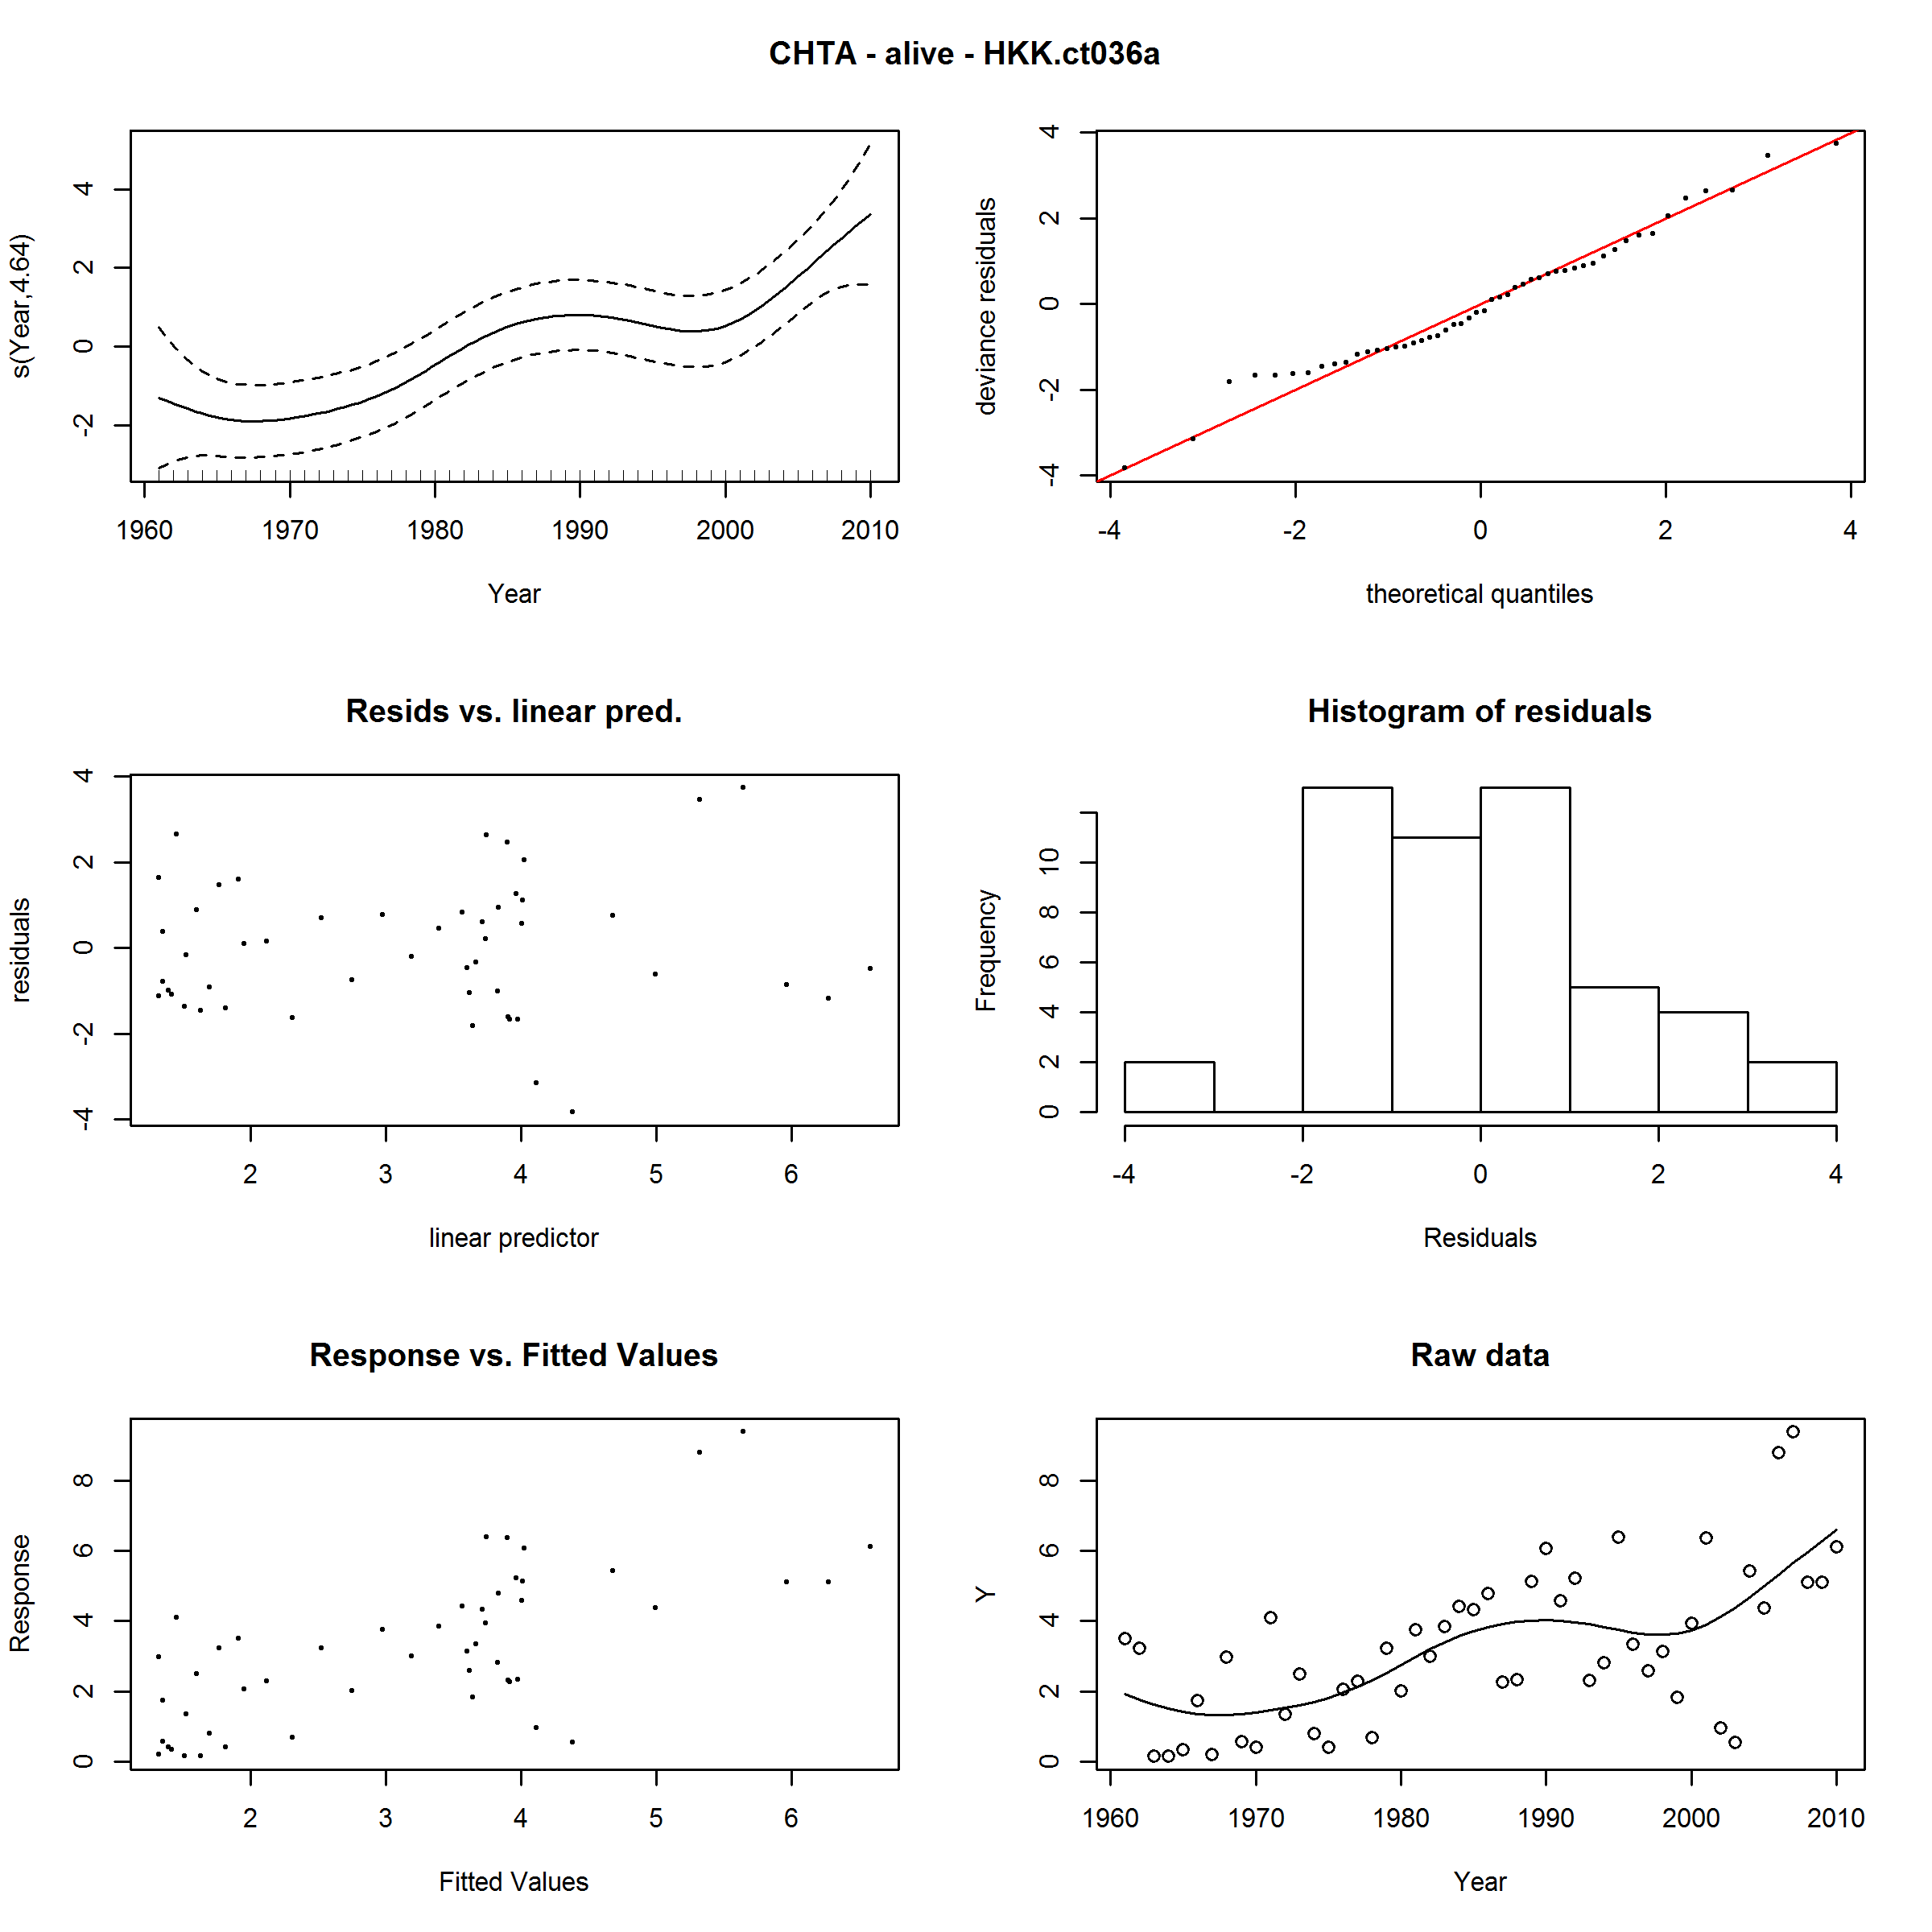 CHTA - alive - HKK.ct036a
s(Year,4.64)
4
2
0
-2
1960 1970 1980 1990 2000 2010
Year
deviance residuals
4
2
0
-2
-4
-4 -2 0 2 4
theoretical quantiles
Resids vs. linear pred.
residuals
4
2
0
-2
-4
2 3 4 5 6
linear predictor
Histogram of residuals
Frequency
10
8
6
4
2
0
-4 -2 0 2 4
Residuals
Response vs. Fitted Values
Response
8
6
4
2
0
2 3 4 5 6
Fitted Values
Raw data
Y
8
6
4
2
0
1960 1970 1980 1990 2000 2010
Year